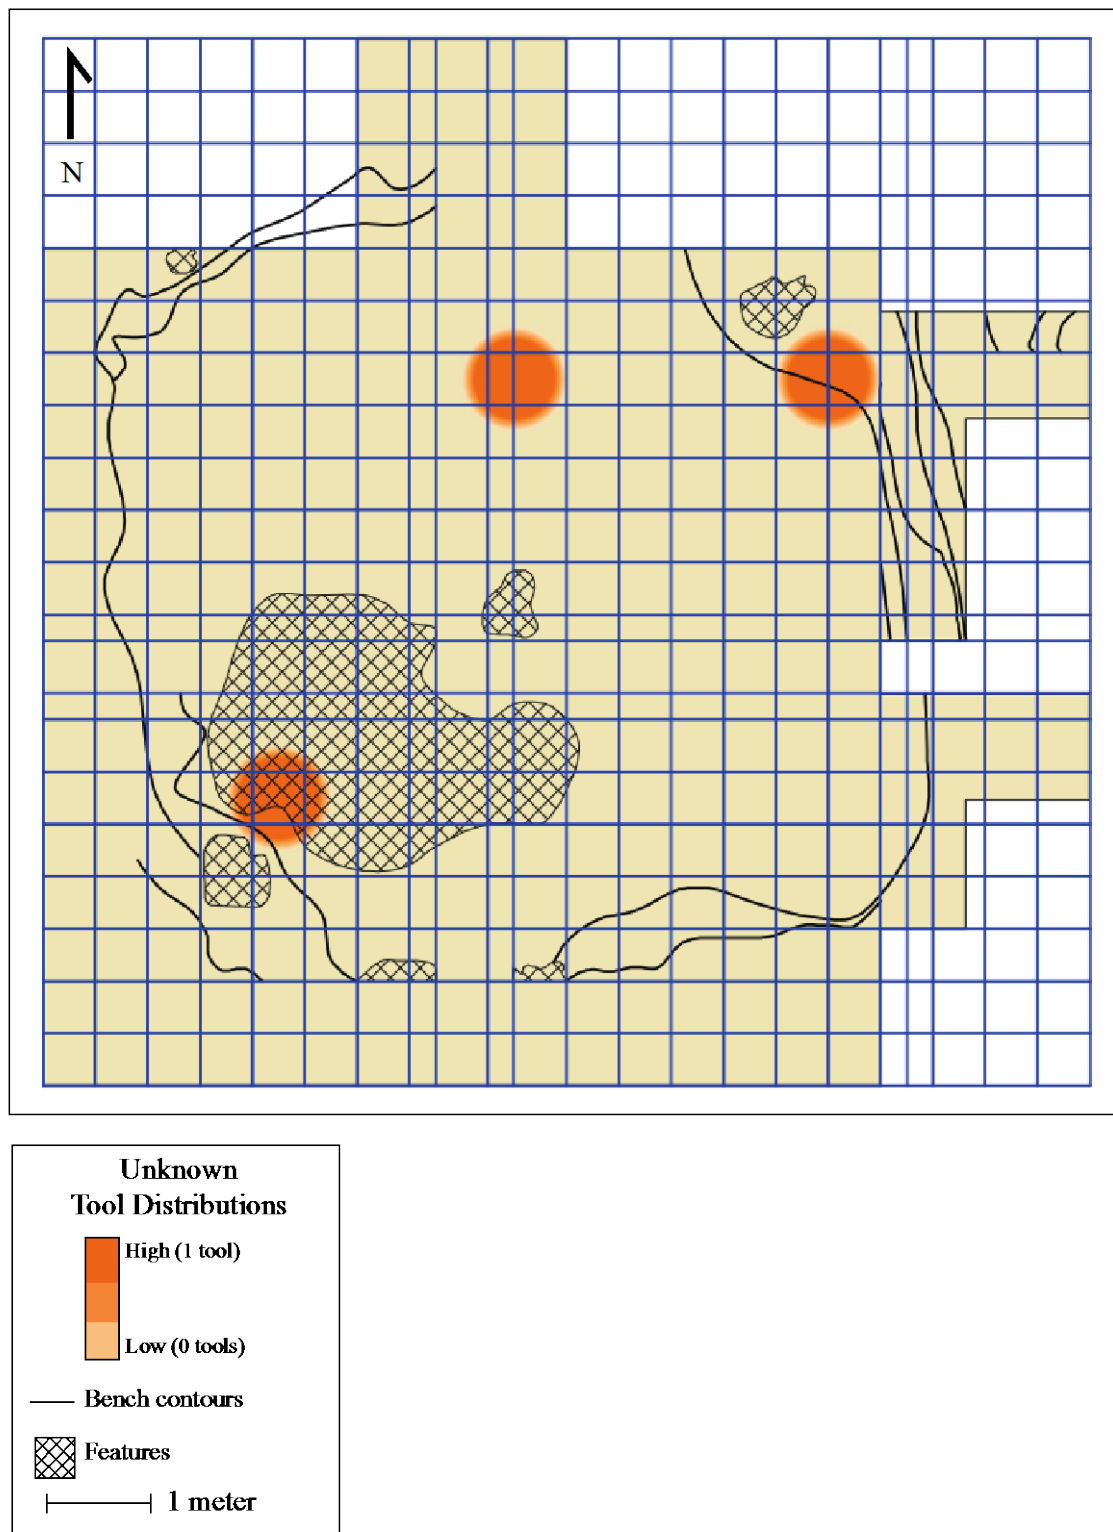 N
Unknown
Tool Distributions
High (1 tool)
Low (0 tools)
Bench contours
Features
1 meter